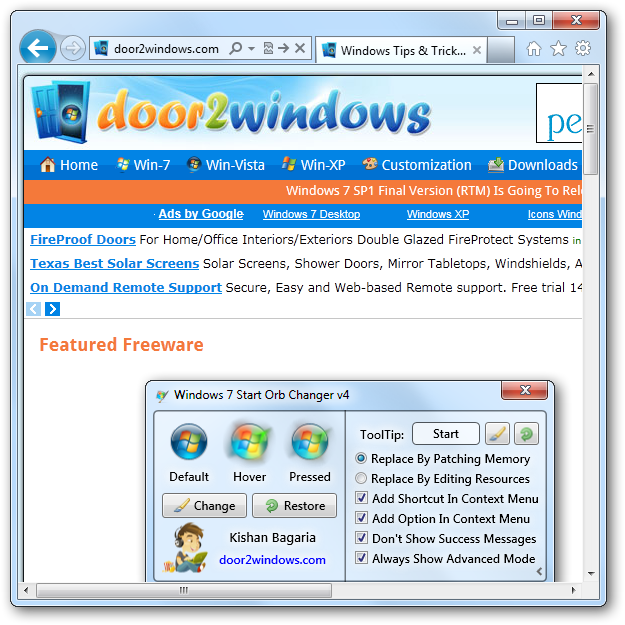 door2windows.com
Windows Tips & Trick...
door2windows
pe
Home Win-7 Win-Vista Win-XP Customization Downloads
Windows 7 SP1 Final Version (RTM) Is Going To Rel
Ads by Google Windows 7 Desktop Windows XP Icons Wind
FireProof Doors For Home/Office Interiors/Exteriors Double Glazed FireProtect Systems in
Texas Best Solar Screens Solar Screens, Shower Doors, Mirror Tabletops, Windshields, A
On Demand Remote Support Secure, Easy and Web-based Remote support. Free trial 14
Featured Freeware
Windows 7 Start Orb Changer v4
Default Hover Pressed
Change Restore
Kishan Bagaria
door2windows.com
ToolTip: Start
Replace By Patching Memory
Replace By Editing Resources
Add Shortcut In Context Menu
Add Option In Context Menu
Don't Show Success Messages
Always Show Advanced Mode